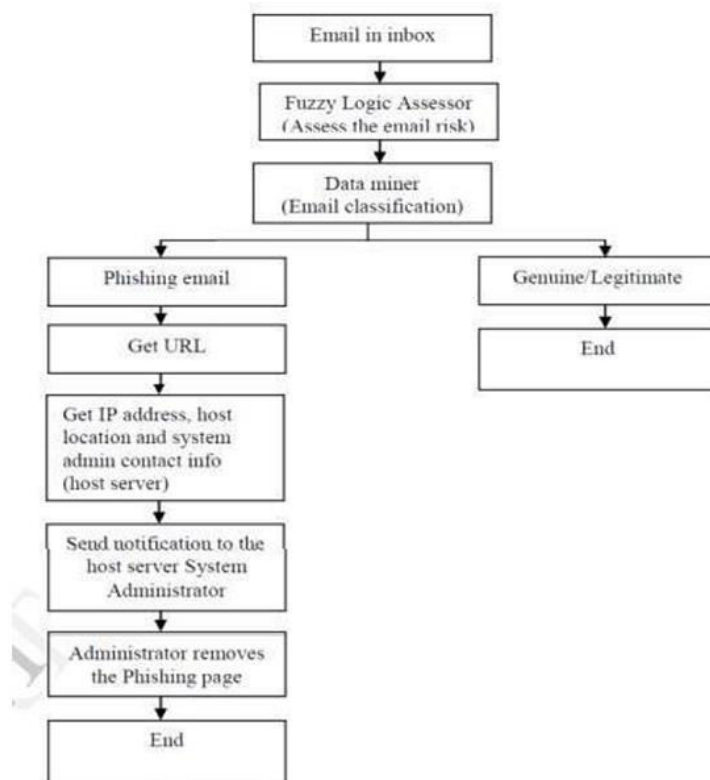 Email in inbox
Fuzzy Logic Assessor
(Assess the email risk)
Data miner
(Email classification)
Phishing email
Genuine/Legitimate
Get URL
End
Get IP address, host
location and system
admin contact info
(host server)
Send notification to the
host server System
Administrator
Administrator removes
the Phishing page
End